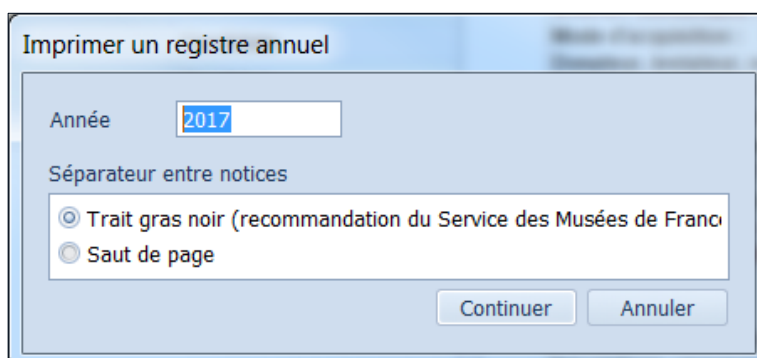 Imprimer un registre annuel
Année 2017
Séparateur entre notices
Trait gras noir (recommandation du Service des Musées de France
Saut de page
Continuer Annuler